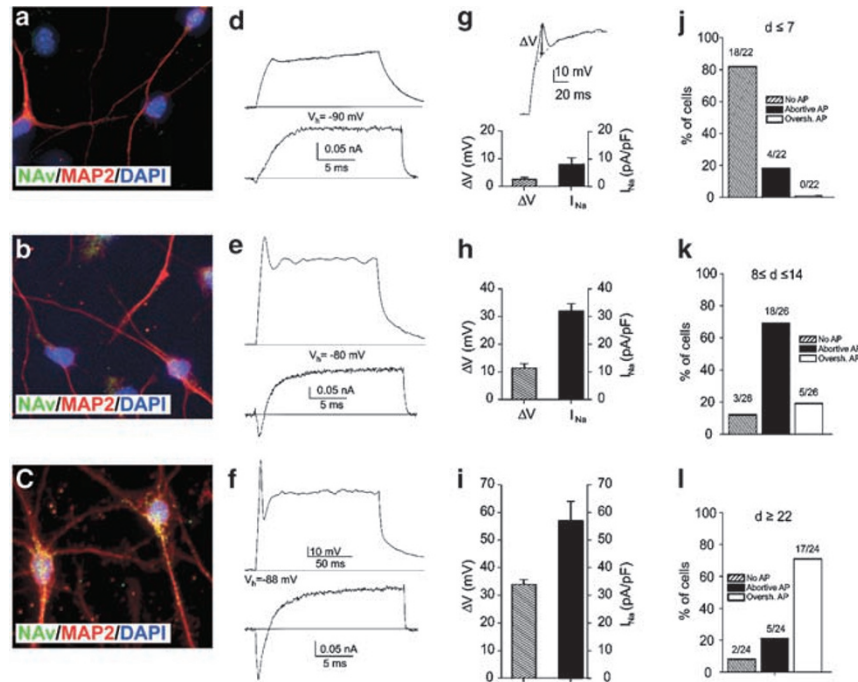 a
NAv/MAP2/DAPI
d
Vh= -90 mV
0.05 nA
5 ms
g
ΔV
10 mV
20 ms
ΔV (mV)
20
10
0
20
10
0
INa(pA/pF)
ΔV
INa
j
d ≤ 7
% of cells
100
80
60
40
20
0
18/22
4/22
0/22
No AP
Abortive AP
Oversh. AP
b
NAv/MAP2/DAPI
e
Vh= -80 mV
0.05 nA
5 ms
h
ΔV (mV)
40
30
20
10
0
40
30
20
10
0
INa(pA/pF)
ΔV
INa
k
8≤ d ≤14
% of cells
100
80
60
40
20
0
3/26
18/26
5/26
No AP
Abortive AP
Oversh. AP
C
NAv/MAP2/DAPI
f
10 mV
50 ms
Vh=-88 mV
0.05 nA
5 ms
i
ΔV (mV)
70
60
50
40
30
20
10
0
70
60
50
40
30
20
10
0
INa(pA/pF)
l
d ≥ 22
% of cells
100
80
60
40
20
0
2/24
5/24
17/24
No AP
Abortive AP
Oversh. AP